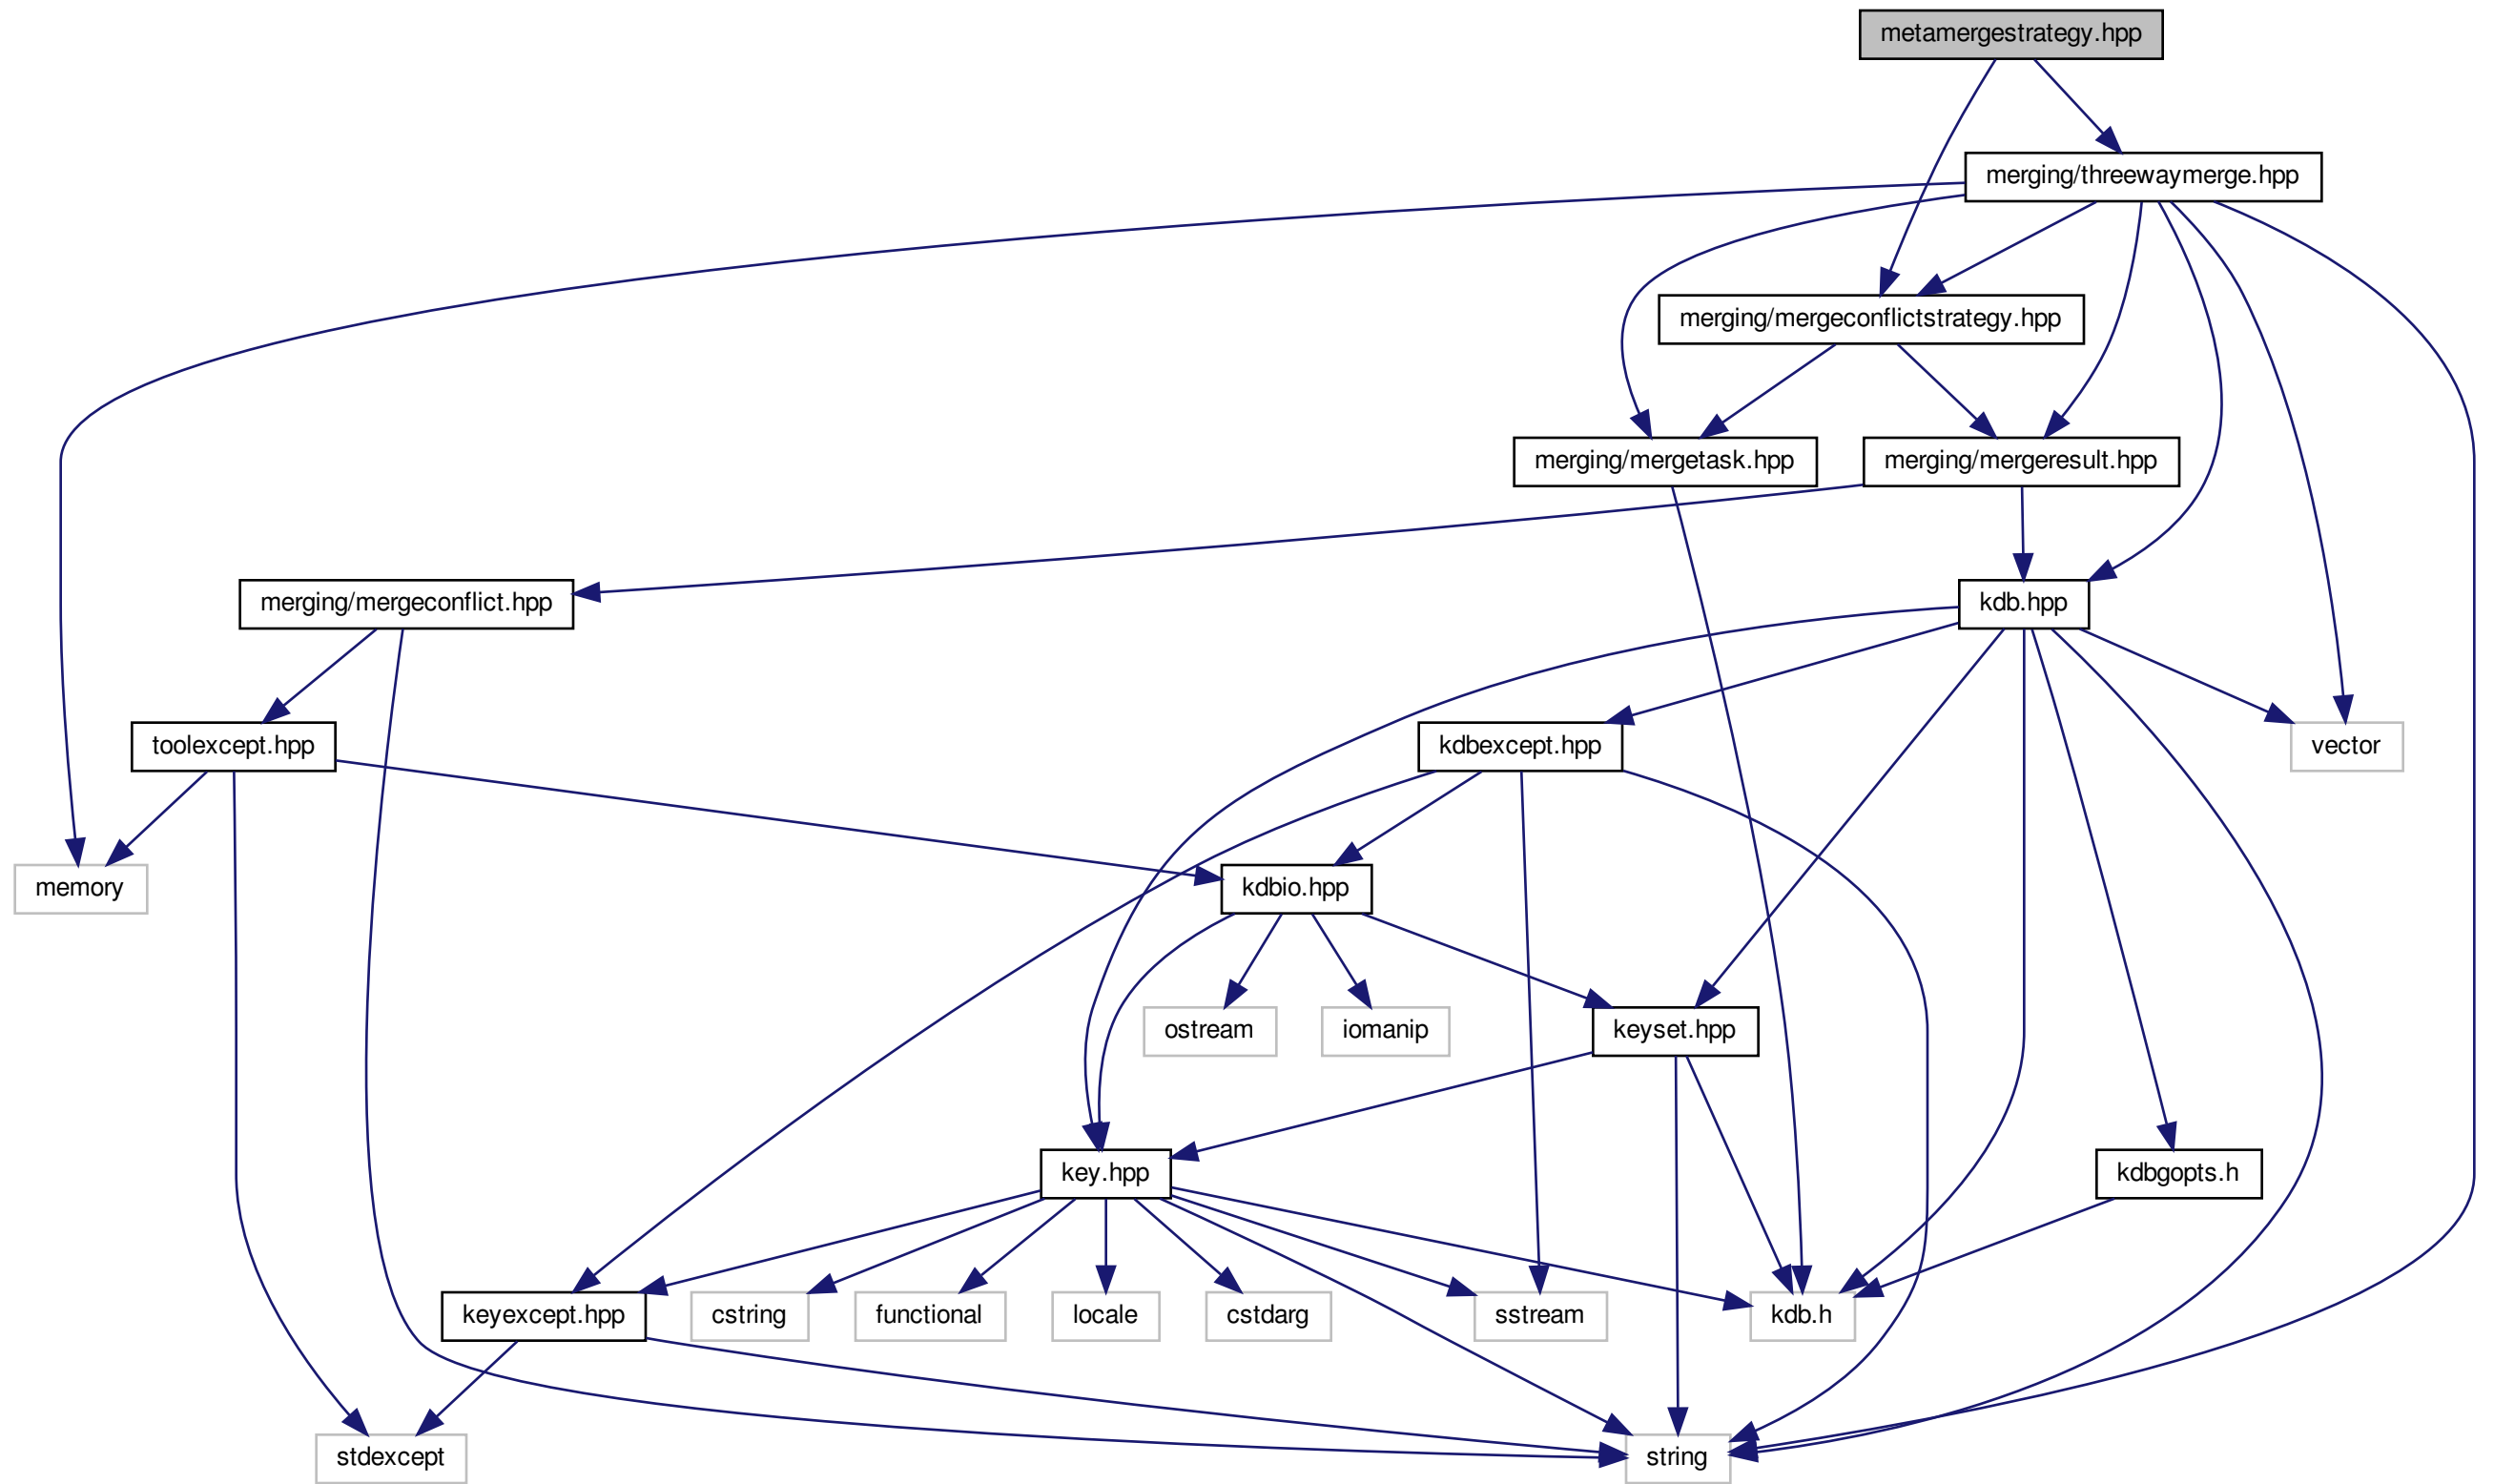 metamergestrategy.hpp
merging/threewaymerge.hpp
merging/mergeconflictstrategy.hpp
merging/mergetask.hpp
merging/mergeresult.hpp
merging/mergeconflict.hpp
kdb.hpp
toolexcept.hpp
kdbexcept.hpp
vector
memory
kdbio.hpp
ostream
iomanip
keyset.hpp
key.hpp
kdbgopts.h
keyexcept.hpp
cstring
functional
locale
cstdarg
sstream
kdb.h
stdexcept
string